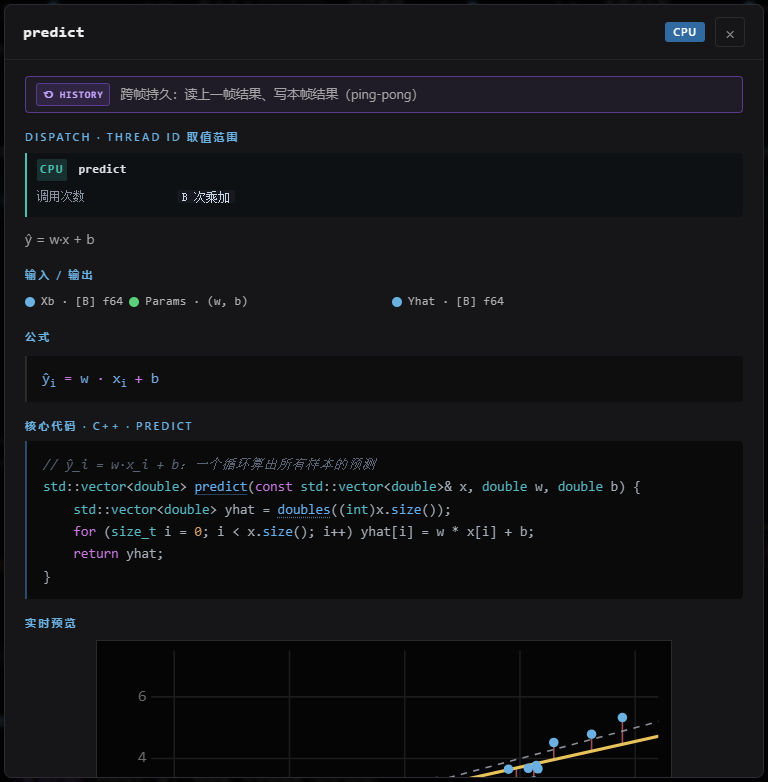 predict
CPU
×
HISTORY 跨帧持久：读上一帧结果、写本帧结果（ping-pong）
DISPATCH · THREAD ID 取值范围
CPU predict
调用次数 B 次乘加
ŷ = w·x + b
输入 / 输出
Xb · [B] f64 Params · (w, b) Yhat · [B] f64
公式
ŷi = w · xi + b
核心代码 · C++ · PREDICT
// ŷ_i = w·x_i + b；一个循环算出所有样本的预测
std::vector<double> predict(const std::vector<double>& x, double w, double b) {
    std::vector<double> yhat = doubles((int)x.size());
    for (size_t i = 0; i < x.size(); i++) yhat[i] = w * x[i] + b;
    return yhat;
}
实时预览
6
4